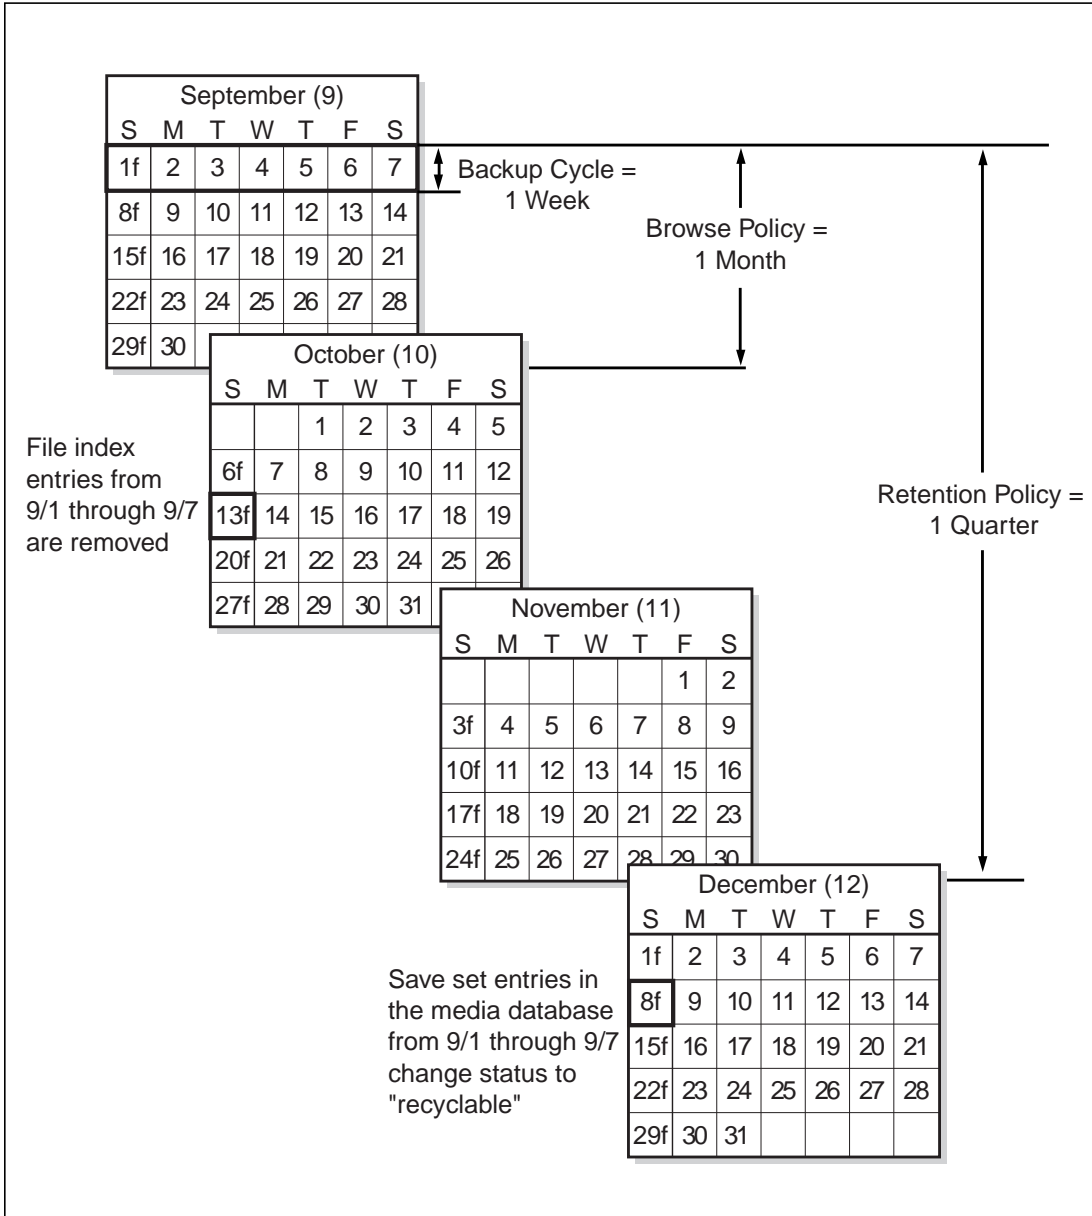 September (9)
S M T W T F S
1f 2 3 4 5 6 7
8f 9 10 11 12 13 14
15f 16 17 18 19 20 21
22f 23 24 25 26 27 28
29f 30
Backup Cycle =
1 Week
Browse Policy =
1 Month
Retention Policy =
1 Quarter
October (10)
S M T W T F S
1 2 3 4 5
6f 7 8 9 10 11 12
13f 14 15 16 17 18 19
20f 21 22 23 24 25 26
27f 28 29 30 31
File index
entries from
9/1 through 9/7
are removed
November (11)
S M T W T F S
1 2
3f 4 5 6 7 8 9
10f 11 12 13 14 15 16
17f 18 19 20 21 22 23
24f 25 26 27 28 29 30
December (12)
S M T W T F S
1f 2 3 4 5 6 7
8f 9 10 11 12 13 14
15f 16 17 18 19 20 21
22f 23 24 25 26 27 28
29f 30 31
Save set entries in
the media database
from 9/1 through 9/7
change status to
"recyclable"